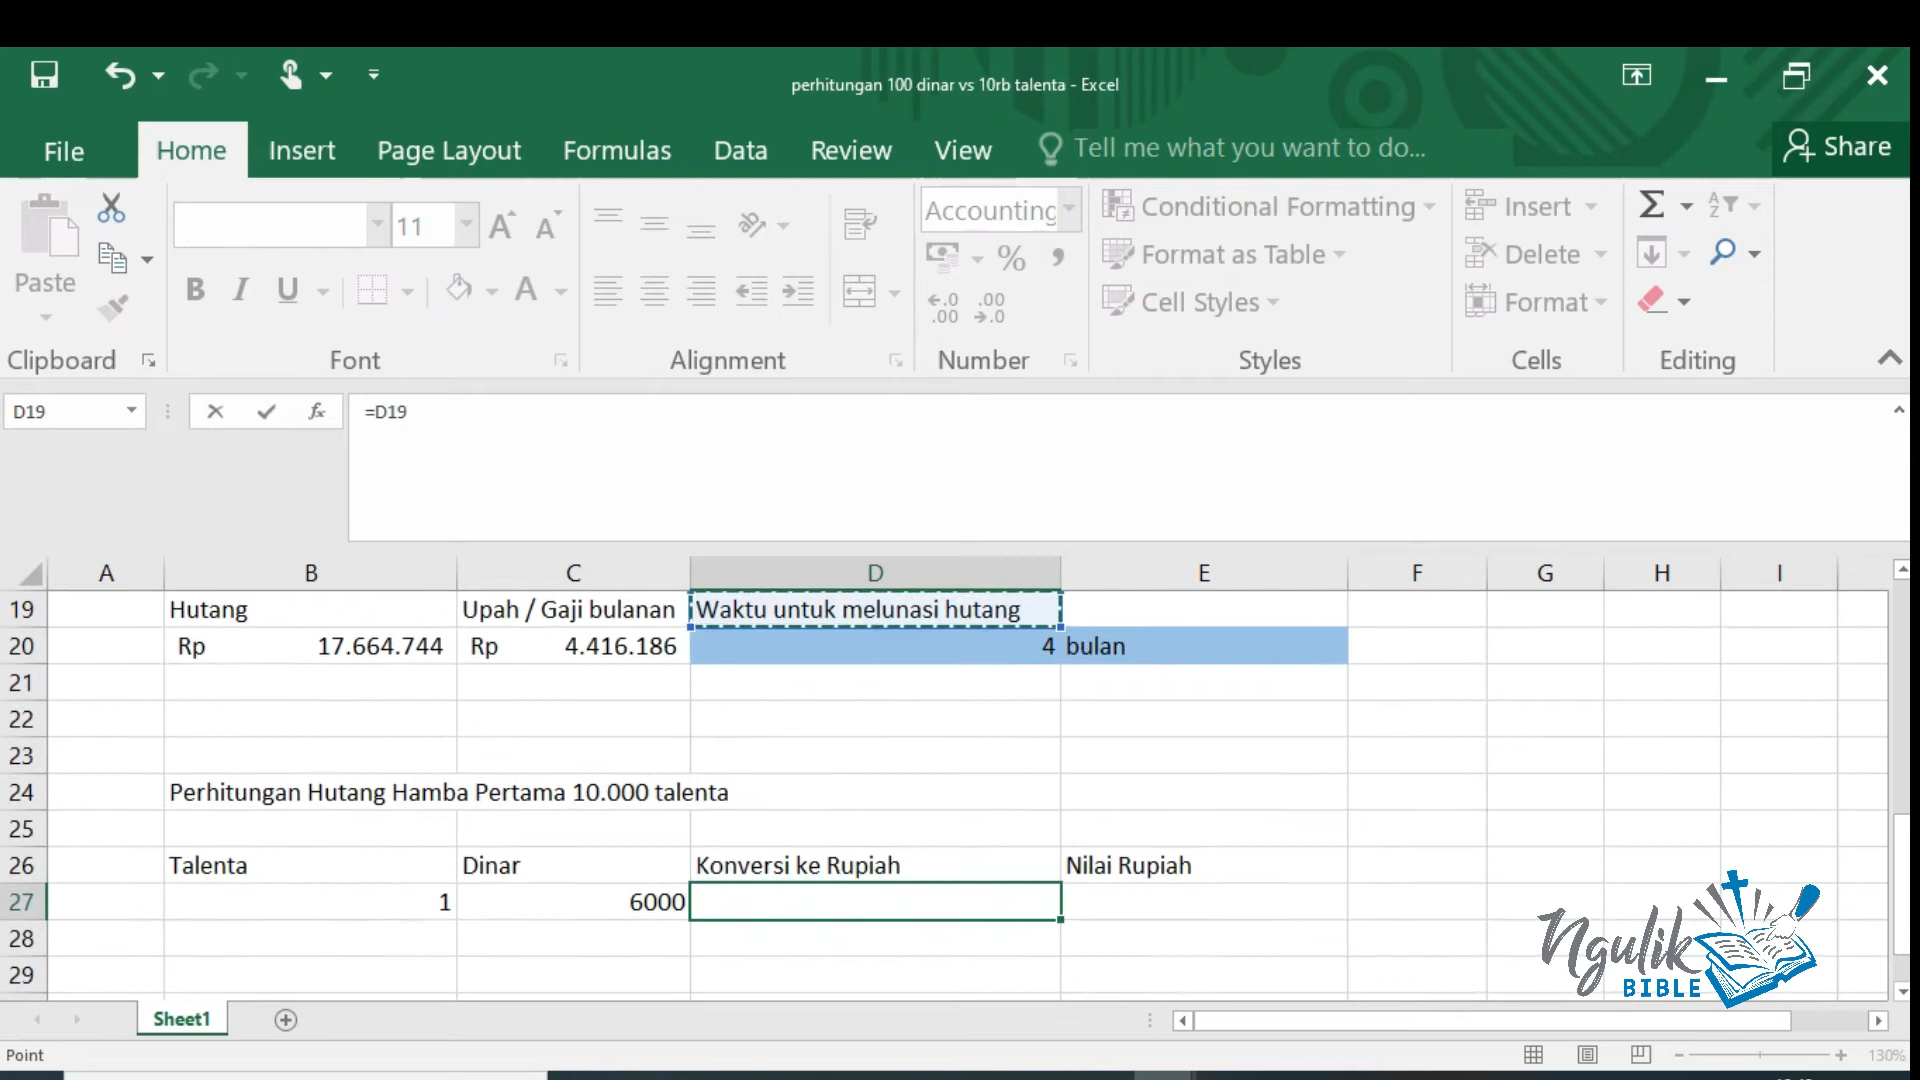 perhitungan 100 dinar vs 10rb talenta - Excel
File Home Insert Page Layout Formulas Data Review View Tell me what you want to do... Share
Paste
11
B I U
A
Accounting
%
Conditional Formatting
Format as Table
Cell Styles
Insert
Delete
Format
Clipboard Font Alignment Number Styles Cells Editing
D19 fx =D19
A B C D E F G H I
19 Hutang Upah / Gaji bulanan Waktu untuk melunasi hutang
20 Rp 17.664.744 Rp 4.416.186 4 bulan
21
22
23
24 Perhitungan Hutang Hamba Pertama 10.000 talenta
25
26 Talenta Dinar Konversi ke Rupiah Nilai Rupiah
27 1 6000
28
29
Ngulik
BIBLE
Sheet1
Point 130%